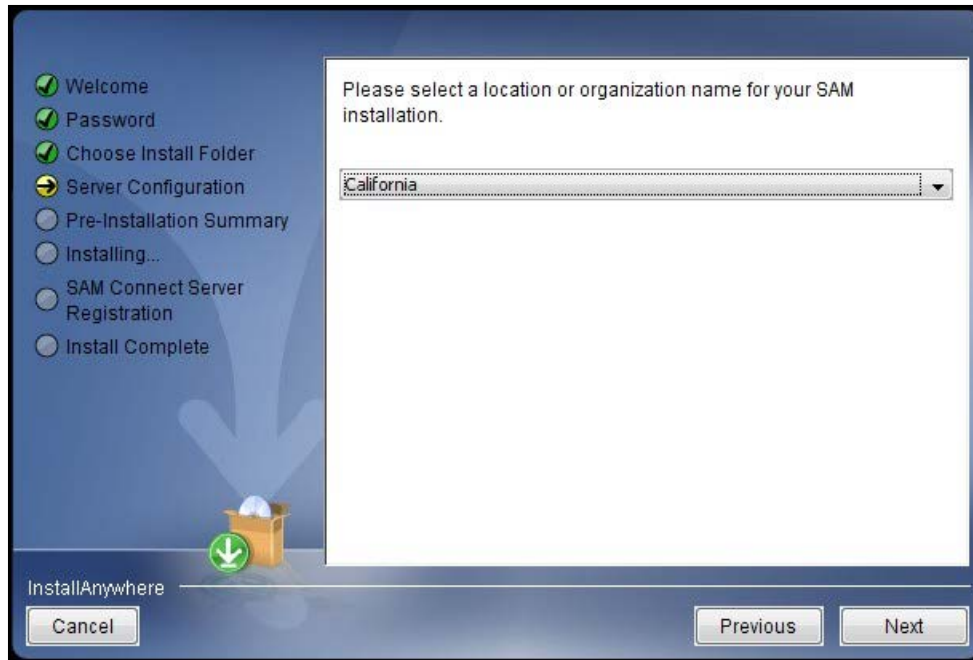 Welcome
Password
Choose Install Folder
Server Configuration
Pre-Installation Summary
Installing...
SAM Connect Server
Registration
Install Complete
Please select a location or organization name for your SAM
installation.
California
InstallAnywhere
Cancel
Previous
Next